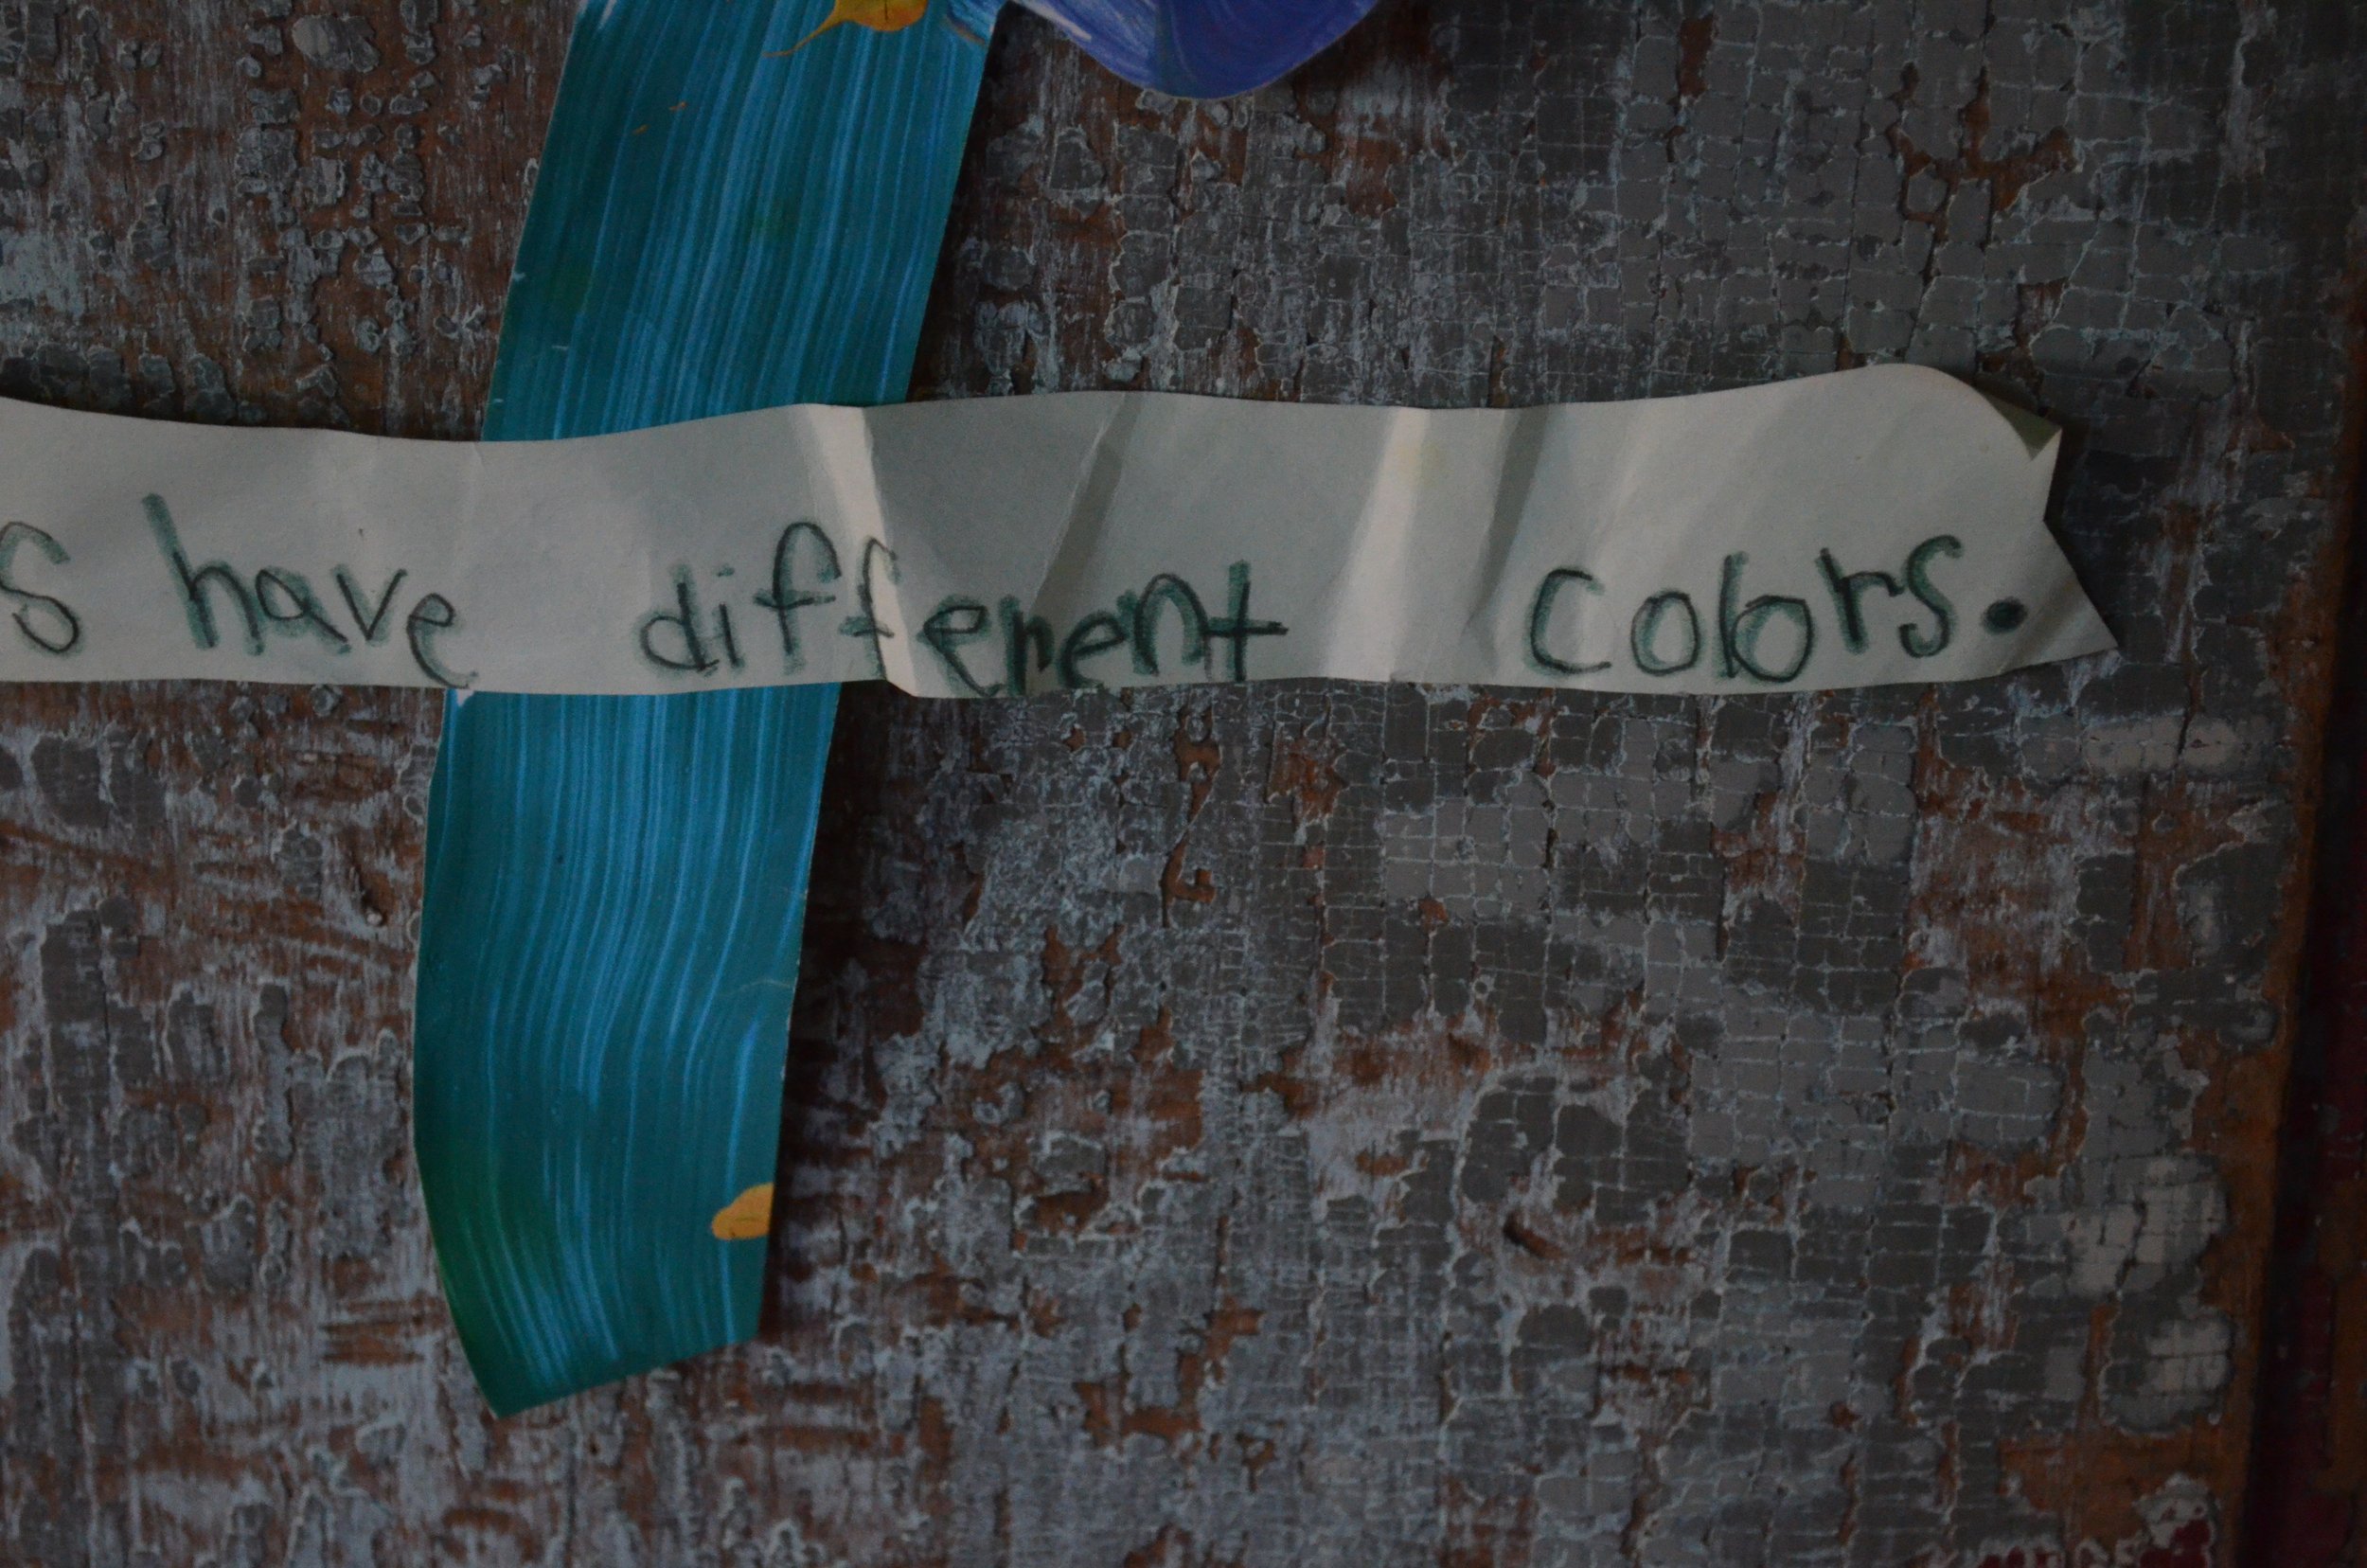 s have different colors.